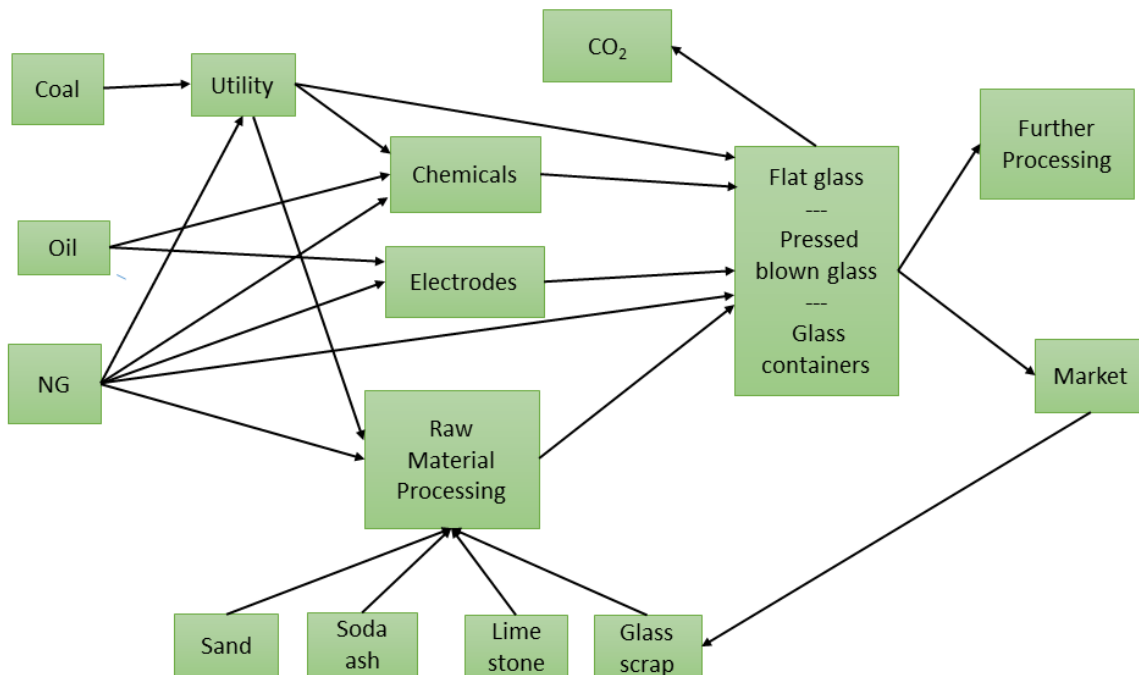 CO₂
Coal
Utility
Further
Processing
Chemicals
Flat glass
---
Pressed
blown glass
---
Glass
containers
Oil
Electrodes
NG
Market
Raw
Material
Processing
Sand
Soda
ash
Lime
stone
Glass
scrap